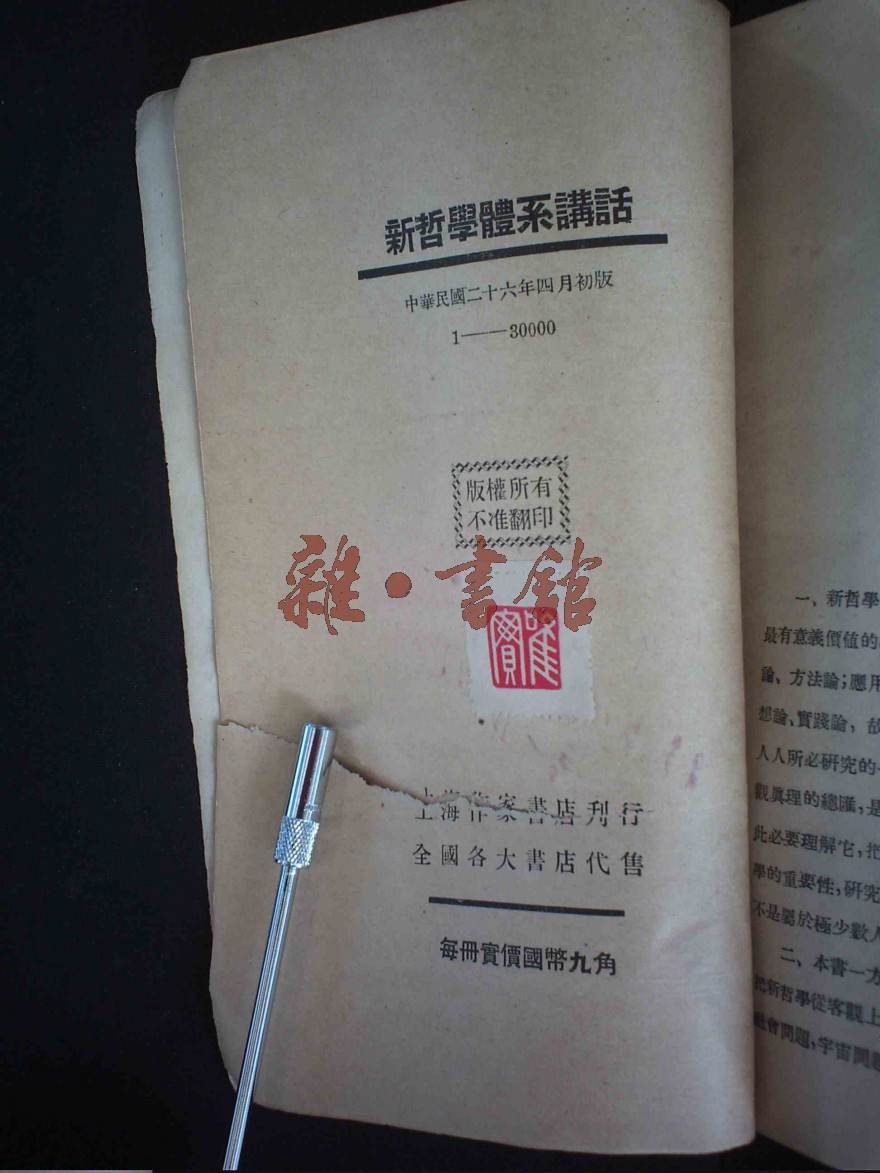 新哲學體系講話
中華民國二十六年四月初版
1——30000
版權所有
不准翻印
雜·書館
上海作家書店刊行
全國各大書店代售
每冊實價國幣九角
一、新哲學
最有意義價值的
論、方法論；應用
想論、實踐論，故
人人所必研究的
觀眞理的總匯，是
此必要理解它，把
學的重要性，研究
不是屬於極少數人
二、本書一方
把新哲學從客觀上
社會問題，宇宙問題